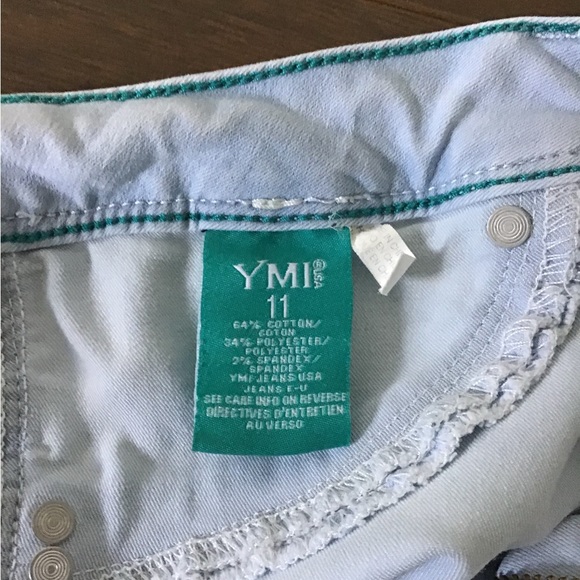 YMI® USA
11
64% COTTON/
COTON
34% POLYESTER/
POLYESTER
2% SPANDEX/
SPANDEX
YMI JEANS USA
JEANS E-U
SEE CARE INFO ON REVERSE
DIRECTIVES D'ENTRETIEN
AU VERSO